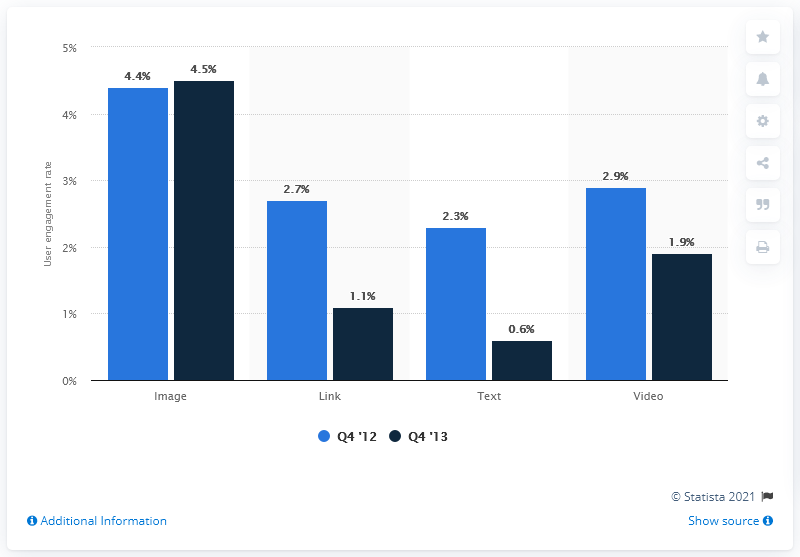 User engagement rate
5%
4%
3%
2%
1%
0%
4.4%
4.5%
2.7%
1.1%
2.3%
0.6%
2.9%
1.9%
Image
Link
Text
Video
Q4 '12
Q4 '13
© Statista 2021
Additional Information
Show source